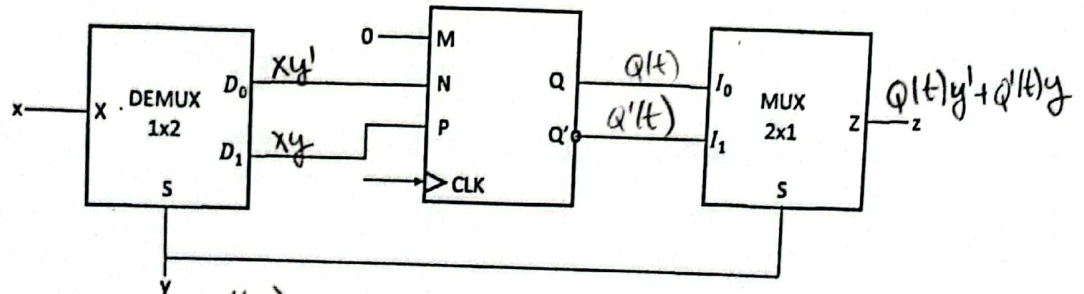 0
M
x
X
DEMUX
1x2
D0
D1
S
xy'
xy
N
P
CLK
Q
Q'
Q(t)
Q'(t)
I0
I1
MUX
2x1
Z
S
Q(t)y'+Q'(t)y
z
y